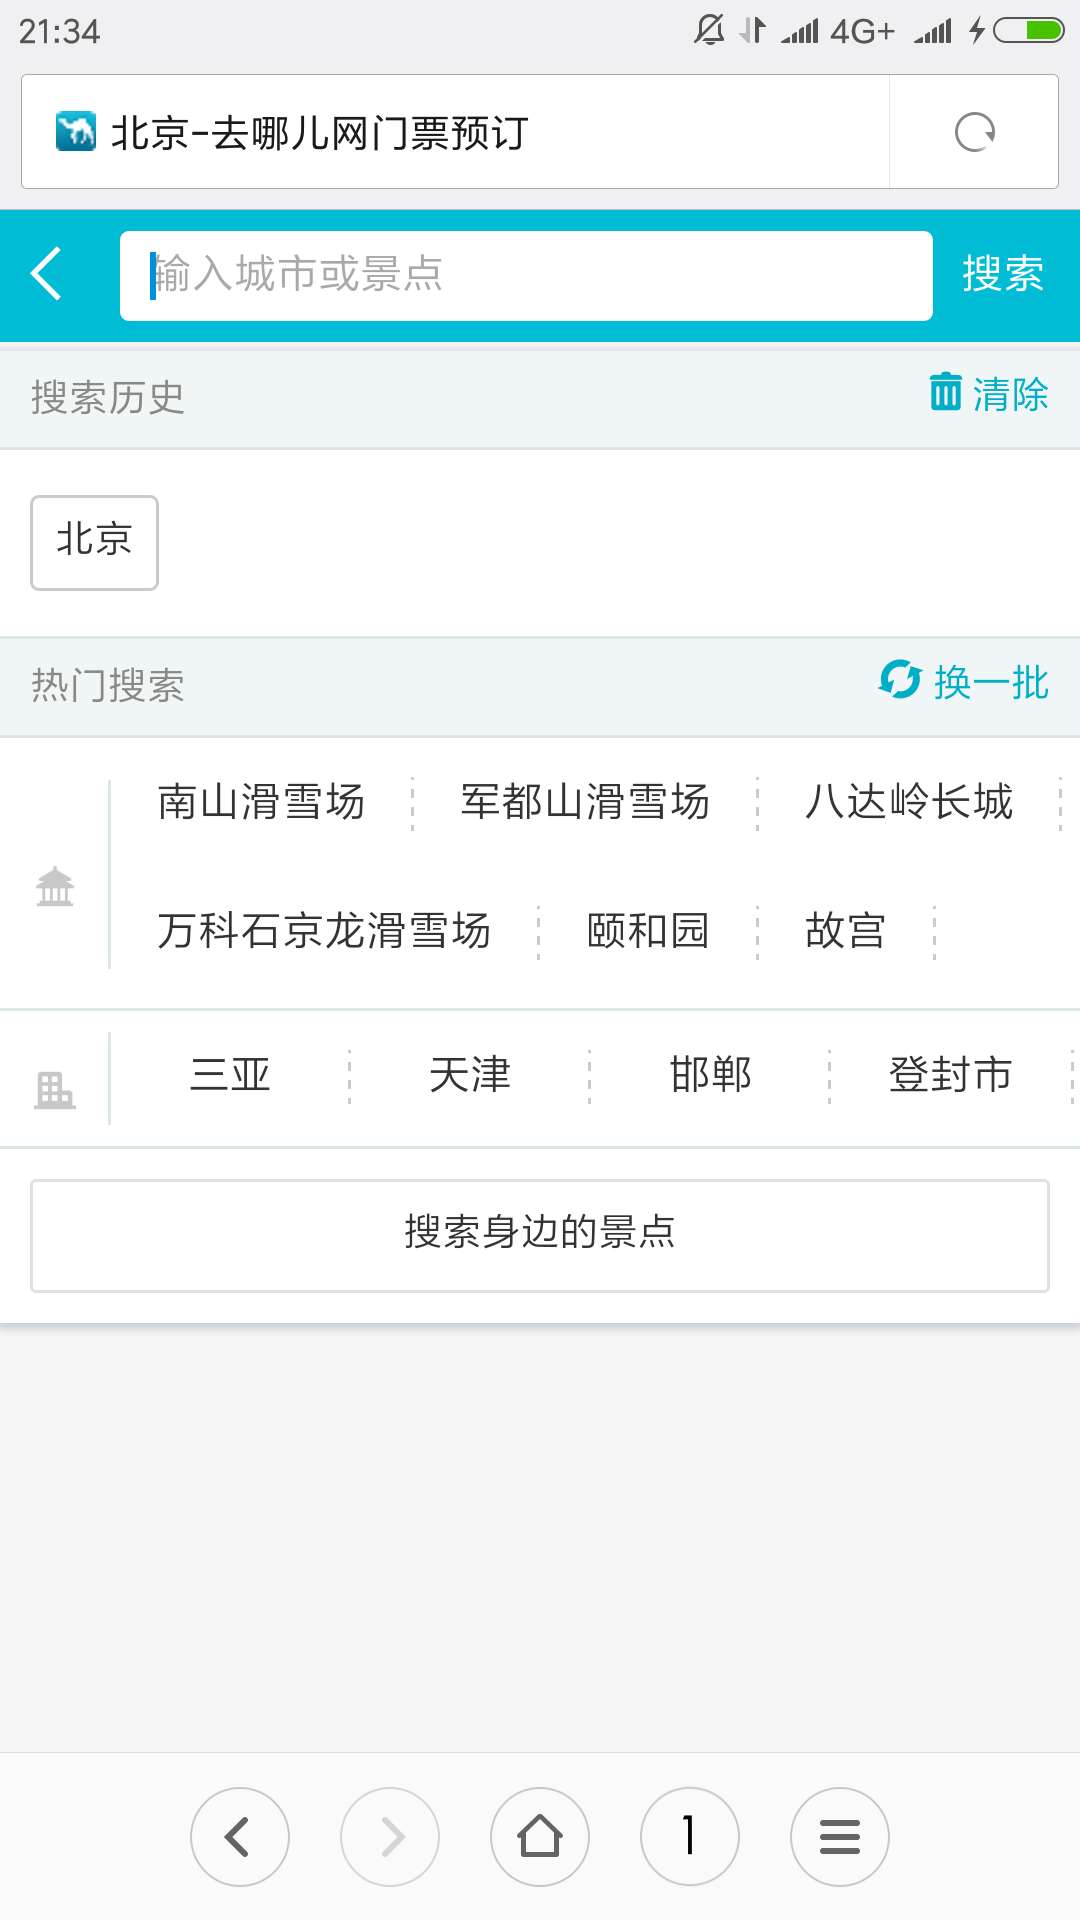 21:34 4G+
北京-去哪儿网门票预订
输入城市或景点 搜索
搜索历史 清除
北京
热门搜索 换一批
南山滑雪场 军都山滑雪场 八达岭长城
万科石京龙滑雪场 颐和园 故宫
三亚 天津 邯郸 登封市
搜索身边的景点
1